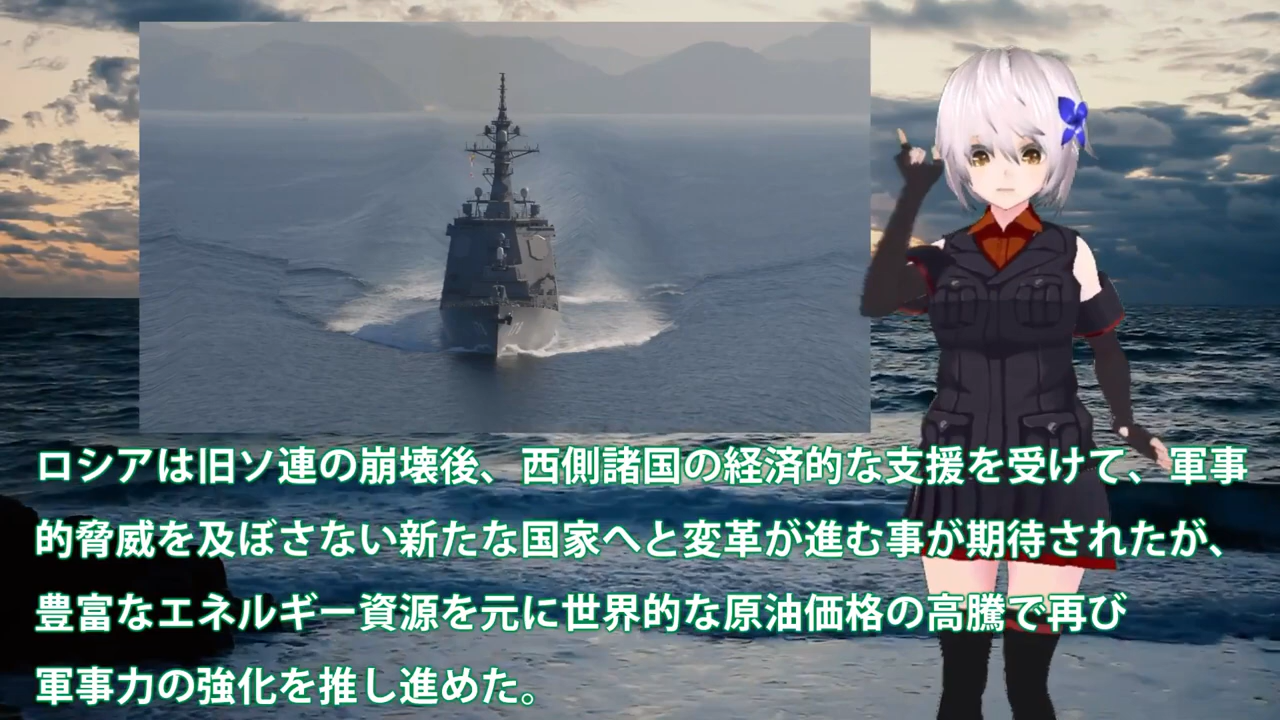 ロシアは旧ソ連の崩壊後、西側諸国の経済的な支援を受けて、軍事
的脅威を及ぼさない新たな国家へと変革が進む事が期待されたが、
豊富なエネルギー資源を元に世界的な原油価格の高騰で再び
軍事力の強化を推し進めた。